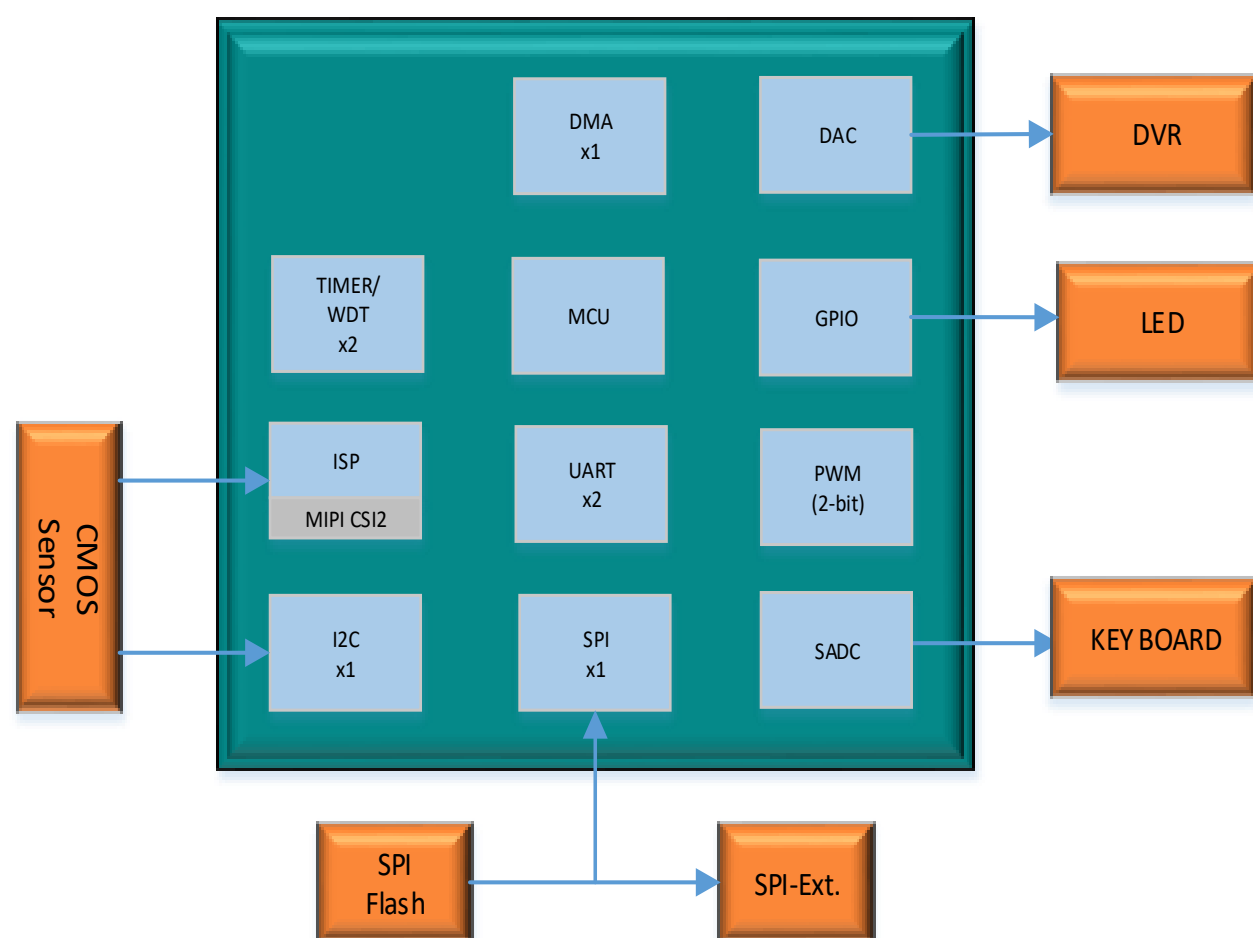 DMA
x1
DAC
DVR
TIMER/
WDT
x2
MCU
GPIO
LED
ISP
MIPI CSI2
UART
x2
PWM
(2-bit)
CMOS
Sensor
I2C
x1
SPI
x1
SADC
KEY BOARD
SPI
Flash
SPI-Ext.